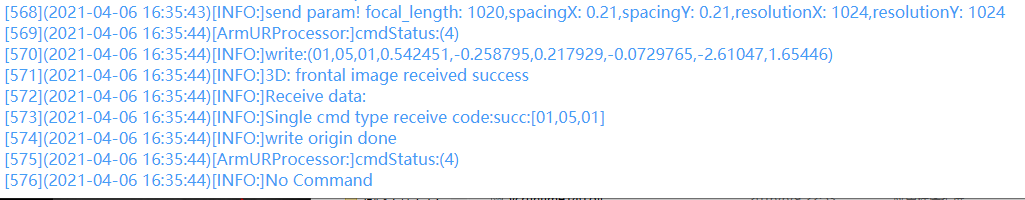 [568](2021-04-06 16:35:43)[INFO:]send param! focal_length: 1020,spacingX: 0.21,spacingY: 0.21,resolutionX: 1024,resolutionY: 1024
[569](2021-04-06 16:35:44)[ArmURProcessor:]cmdStatus:(4)
[570](2021-04-06 16:35:44)[INFO:]write:(01,05,01,0.542451,-0.258795,0.217929,-0.0729765,-2.61047,1.65446)
[571](2021-04-06 16:35:44)[INFO:]3D: frontal image received success
[572](2021-04-06 16:35:44)[INFO:]Receive data:
[573](2021-04-06 16:35:44)[INFO:]Single cmd type receive code:succ:[01,05,01]
[574](2021-04-06 16:35:44)[INFO:]write origin done
[575](2021-04-06 16:35:44)[ArmURProcessor:]cmdStatus:(4)
[576](2021-04-06 16:35:44)[INFO:]No Command